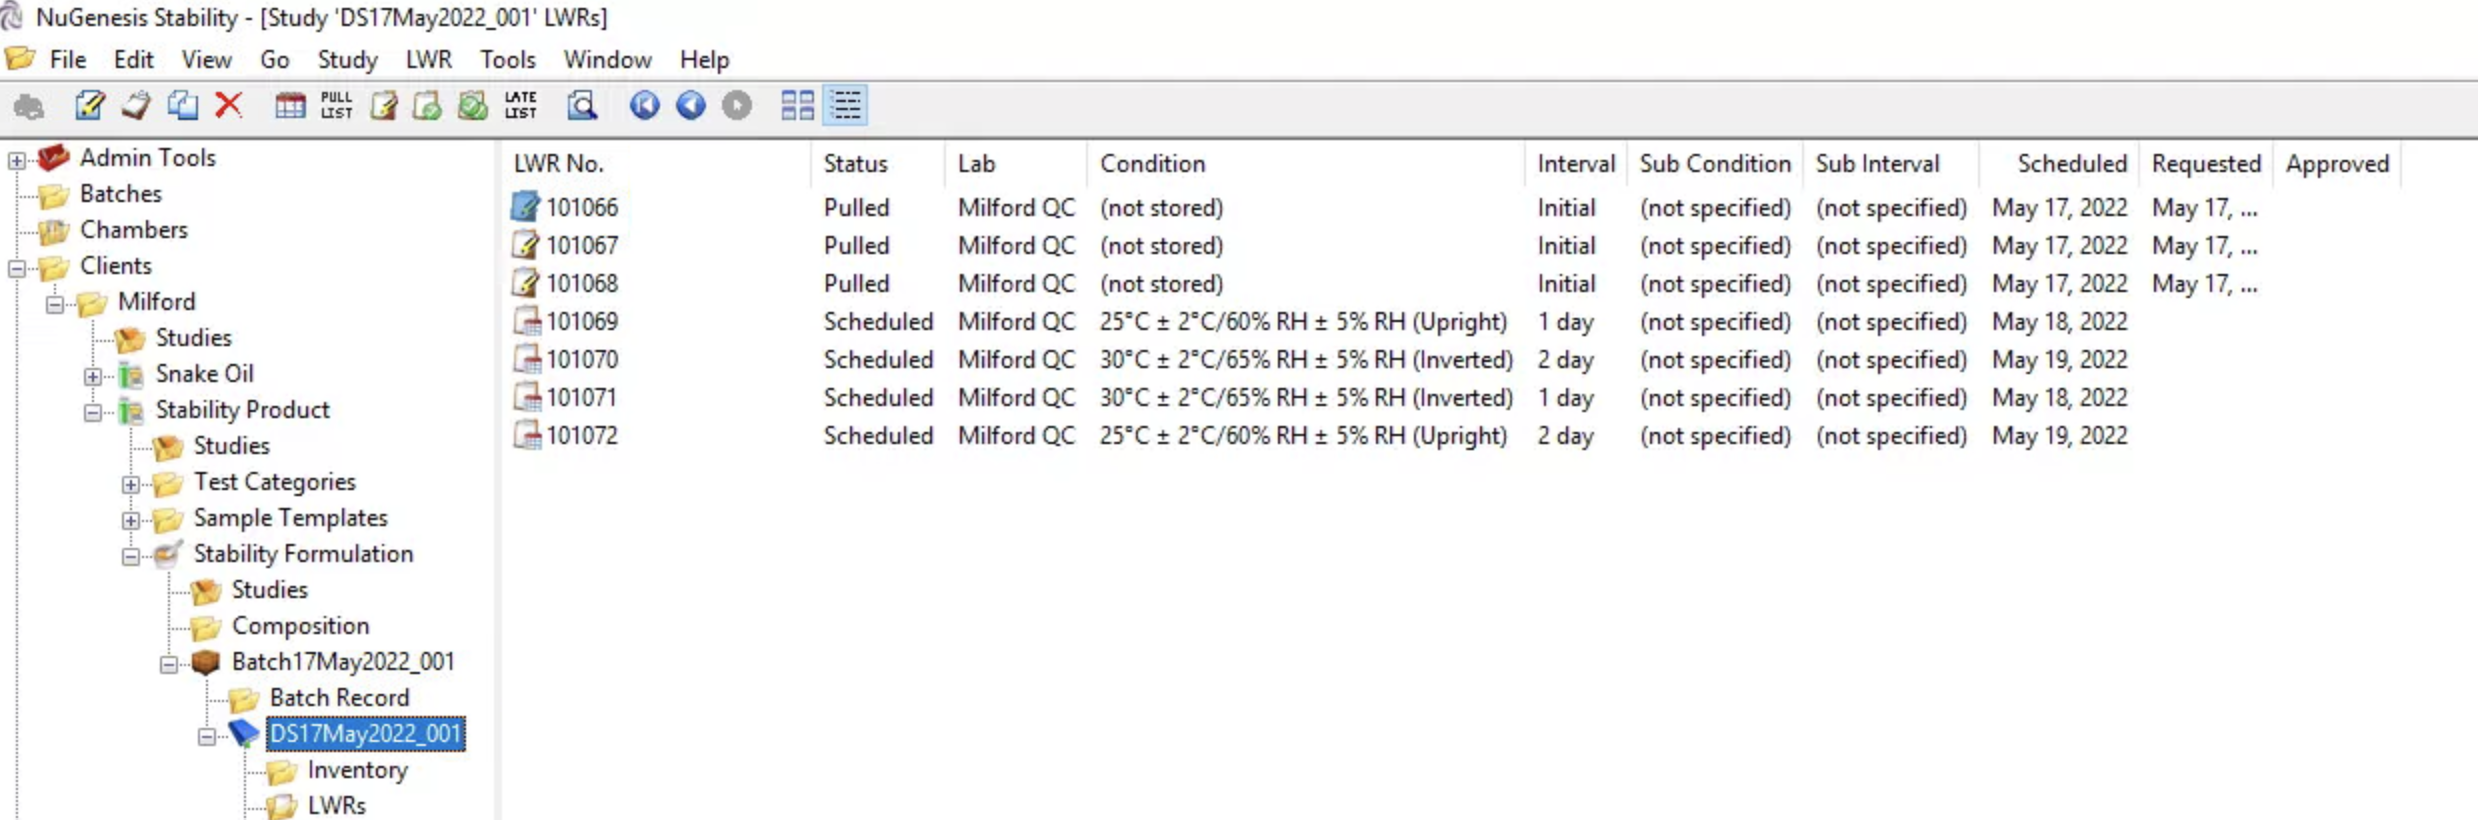 NuGenesis Stability - [Study 'DS17May2022_001' LWRs]
File Edit View Go Study LWR Tools Window Help
PULL LIST LATE LIST
Admin Tools
Batches
Chambers
Clients
Milford
Studies
Snake Oil
Stability Product
Studies
Test Categories
Sample Templates
Stability Formulation
Studies
Composition
Batch17May2022_001
Batch Record
DS17May2022_001
Inventory
LWRs
LWR No. Status Lab Condition Interval Sub Condition Sub Interval Scheduled Requested Approved
101066 Pulled Milford QC (not stored) Initial (not specified) (not specified) May 17, 2022 May 17, ...
101067 Pulled Milford QC (not stored) Initial (not specified) (not specified) May 17, 2022 May 17, ...
101068 Pulled Milford QC (not stored) Initial (not specified) (not specified) May 17, 2022 May 17, ...
101069 Scheduled Milford QC 25°C ± 2°C/60% RH ± 5% RH (Upright) 1 day (not specified) (not specified) May 18, 2022
101070 Scheduled Milford QC 30°C ± 2°C/65% RH ± 5% RH (Inverted) 2 day (not specified) (not specified) May 19, 2022
101071 Scheduled Milford QC 30°C ± 2°C/65% RH ± 5% RH (Inverted) 1 day (not specified) (not specified) May 18, 2022
101072 Scheduled Milford QC 25°C ± 2°C/60% RH ± 5% RH (Upright) 2 day (not specified) (not specified) May 19, 2022